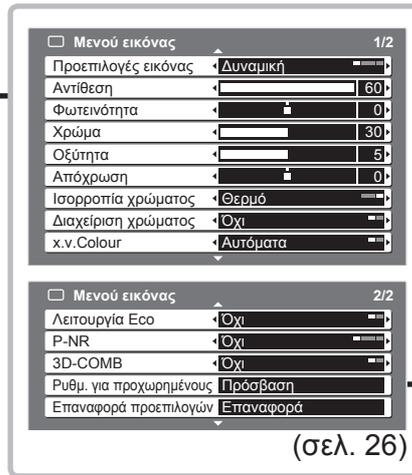 Μενού εικόνας 1/2
Προεπιλογές εικόνας Δυναμική
Αντίθεση 60
Φωτεινότητα 0
Χρώμα 30
Οξύτητα 5
Απόχρωση 0
Ισορροπία χρώματος Θερμό
Διαχείριση χρώματος Όχι
x.v.Colour Αυτόματα
Μενού εικόνας 2/2
Λειτουργία Eco Όχι
P-NR Όχι
3D-COMB Όχι
Ρυθμ. για προχωρημένους Πρόσβαση
Επαναφορά προεπιλογών Επαναφορά
(σελ. 26)